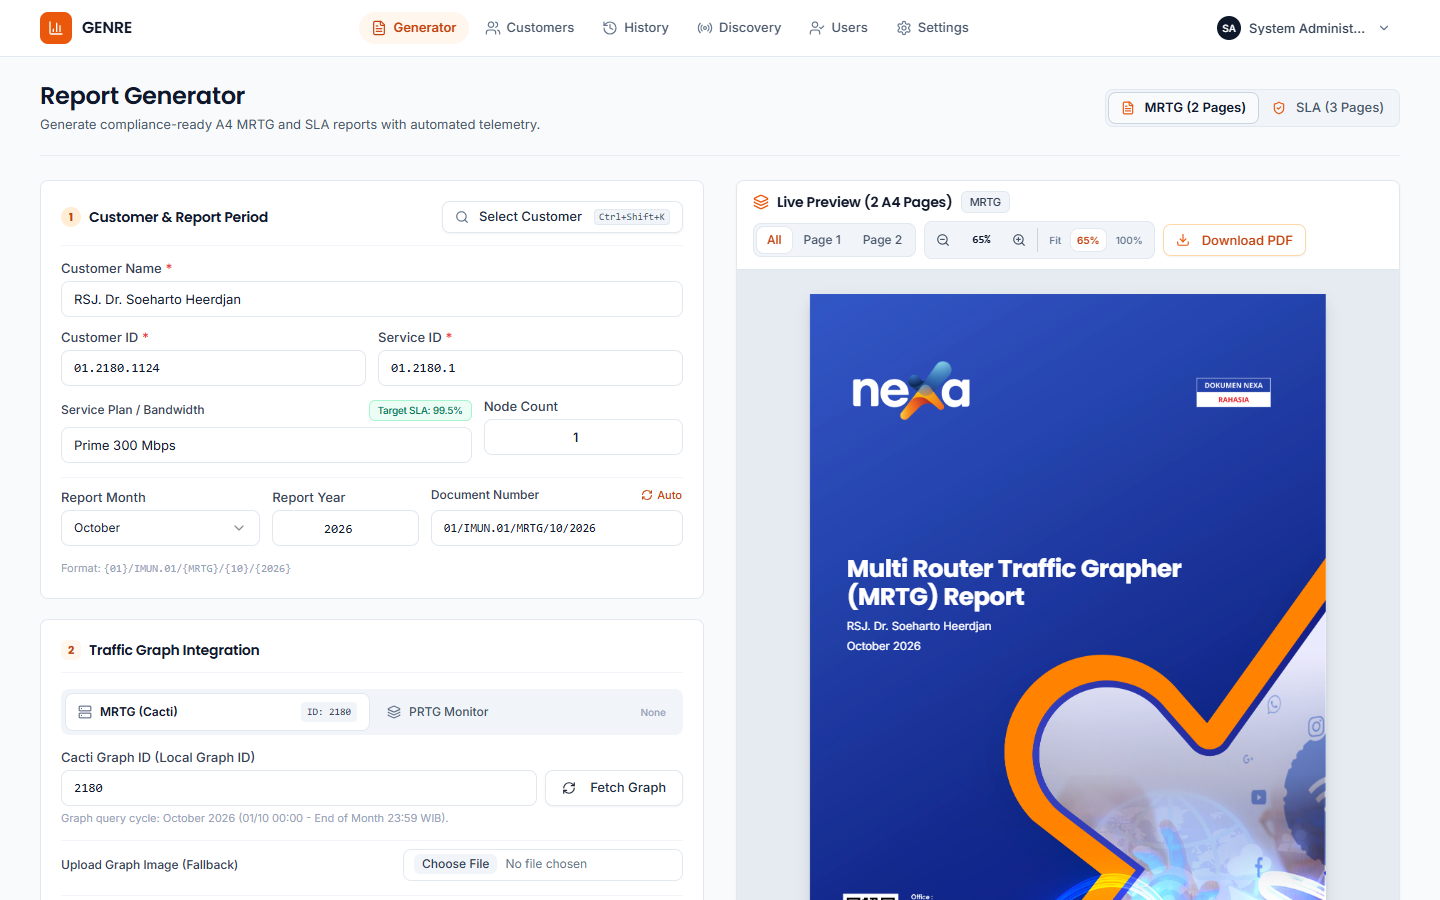 GENRE
Generator
Customers
History
Discovery
Users
Settings
SA
System Administ...
Report Generator
Generate compliance-ready A4 MRTG and SLA reports with automated telemetry.
MRTG (2 Pages)
SLA (3 Pages)
1
Customer & Report Period
Select Customer
Ctrl+Shift+K
Customer Name *
RSJ. Dr. Soeharto Heerdjan
Customer ID *
Service ID *
01.2180.1124
01.2180.1
Service Plan / Bandwidth
Target SLA: 99.5%
Node Count
Prime 300 Mbps
1
Report Month
Report Year
Document Number
Auto
October
2026
01/IMUN.01/MRTG/10/2026
Format: {01}/IMUN.01/{MRTG}/{10}/{2026}
2
Traffic Graph Integration
MRTG (Cacti)
ID: 2180
PRTG Monitor
None
Cacti Graph ID (Local Graph ID)
2180
Fetch Graph
Graph query cycle: October 2026 (01/10 00:00 - End of Month 23:59 WIB).
Upload Graph Image (Fallback)
Choose File
No file chosen
Live Preview (2 A4 Pages)
MRTG
All
Page 1
Page 2
65%
Fit
65%
100%
Download PDF
nexa
DOKUMEN NEXA
RAHASIA
Multi Router Traffic Grapher
(MRTG) Report
RSJ. Dr. Soeharto Heerdjan
October 2026
Office :